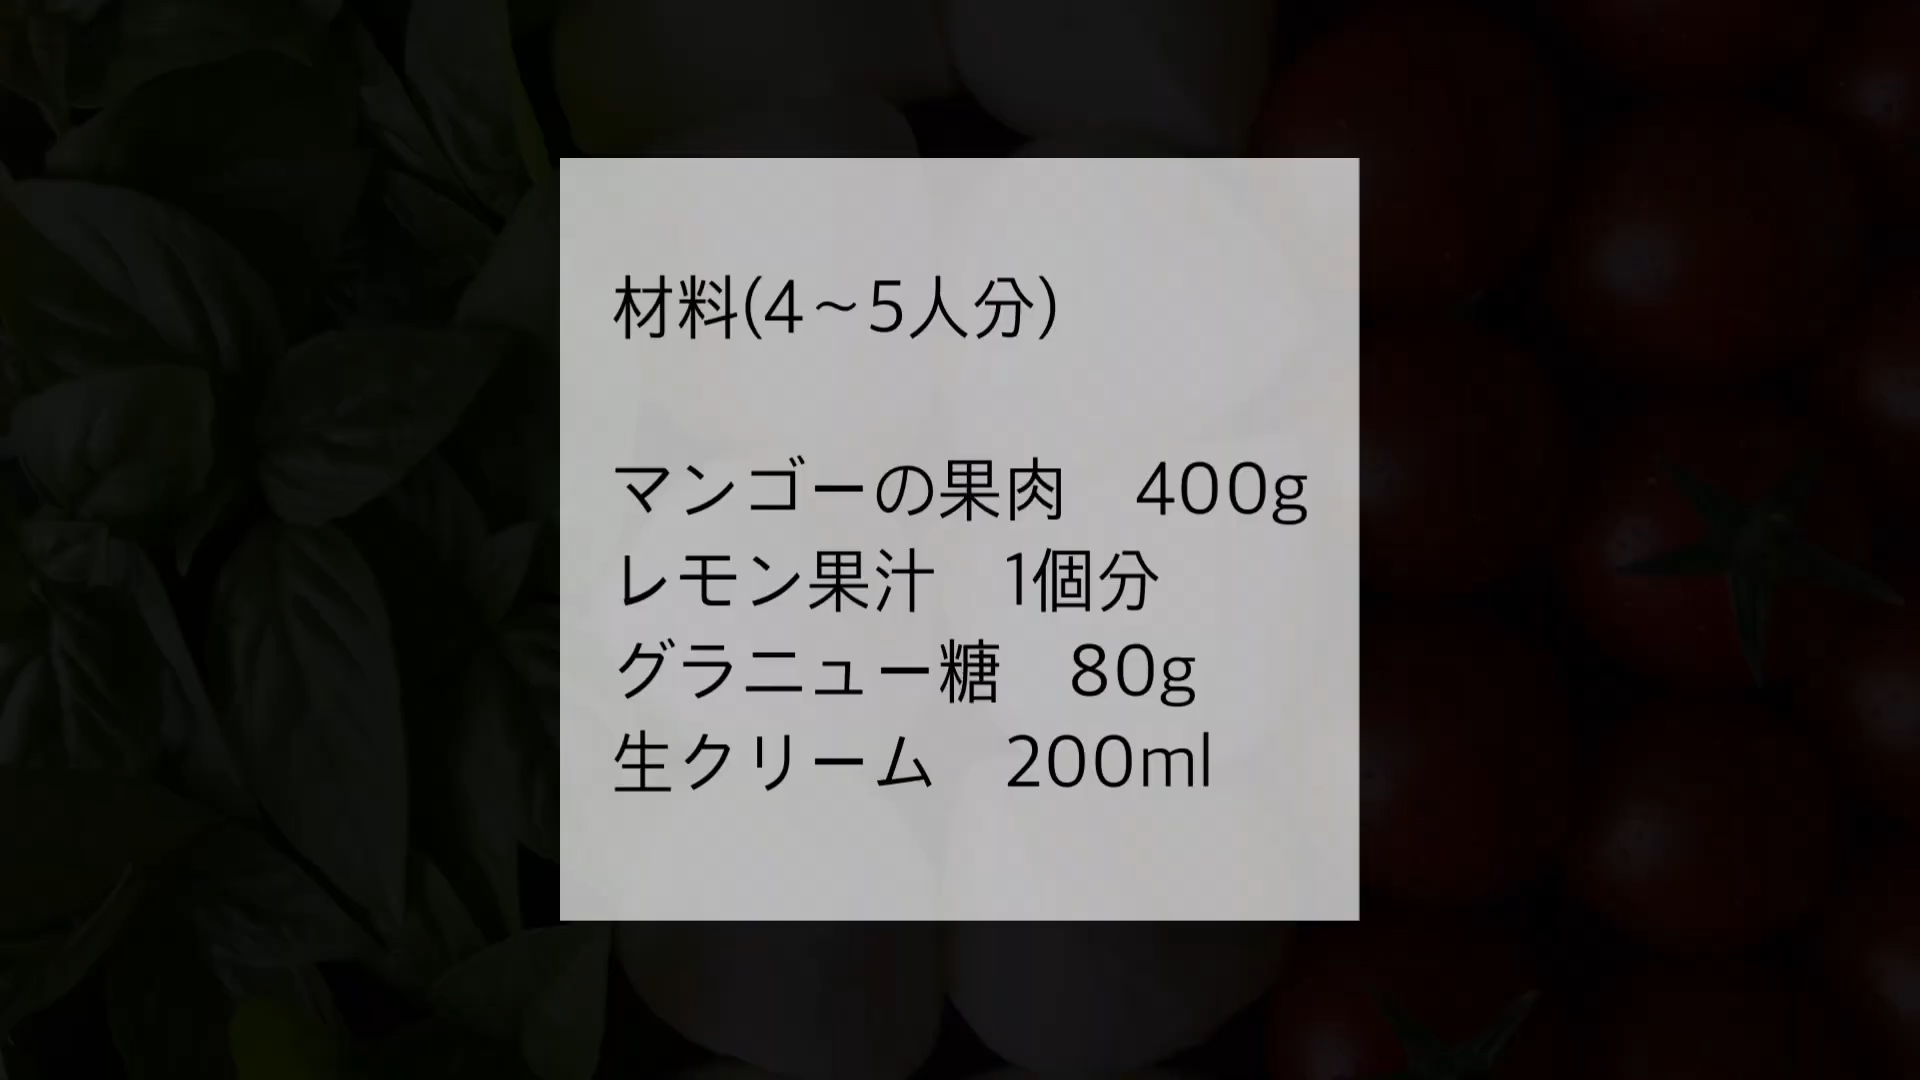 材料(4～5人分)
マンゴーの果肉　400g
レモン果汁　1個分
グラニュー糖　80g
生クリーム　200ml